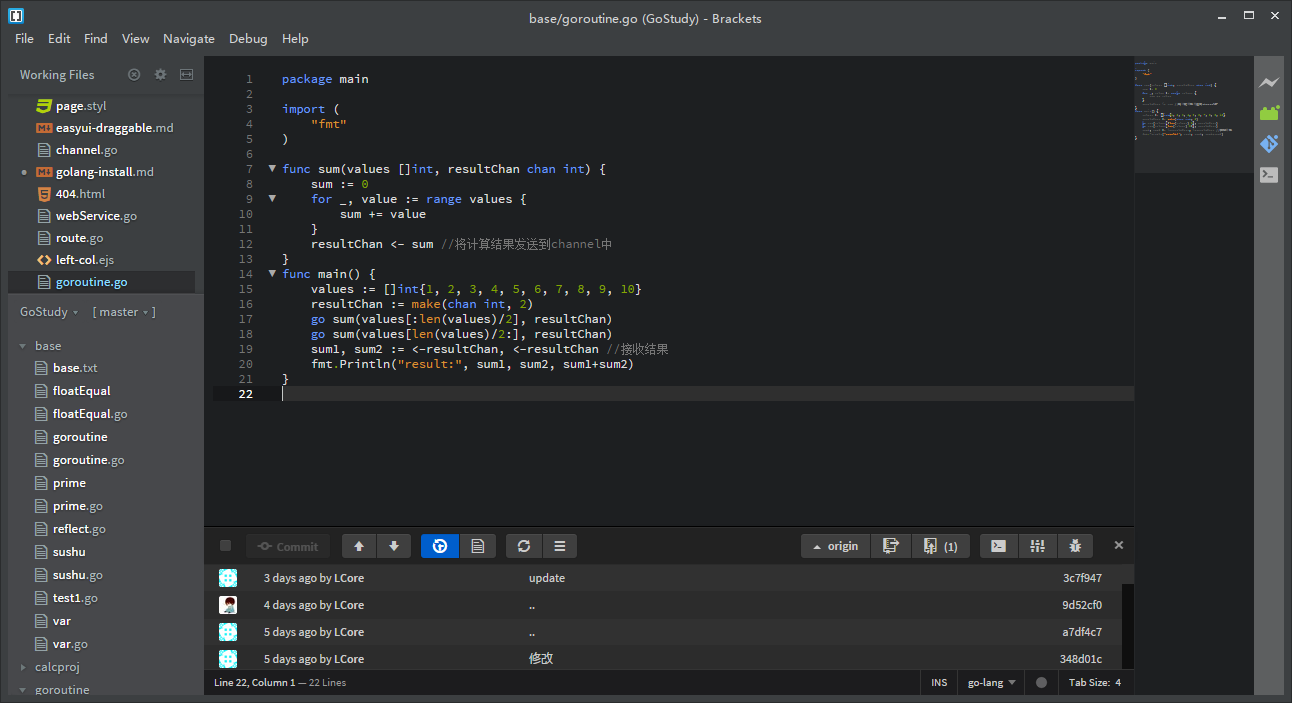 base/goroutine.go (GoStudy) - Brackets
File Edit Find View Navigate Debug Help
Working Files
page.styl
easyui-draggable.md
channel.go
golang-install.md
404.html
webService.go
route.go
left-col.ejs
goroutine.go
GoStudy [ master ]
base
base.txt
floatEqual
floatEqual.go
goroutine
goroutine.go
prime
prime.go
reflect.go
sushu
sushu.go
test1.go
var
var.go
calcproj
goroutine
1 package main
2
3 import (
4 "fmt"
5 )
6
7 func sum(values []int, resultChan chan int) {
8 sum := 0
9 for _, value := range values {
10 sum += value
11 }
12 resultChan <- sum //将计算结果发送到channel中
13 }
14 func main() {
15 values := []int{1, 2, 3, 4, 5, 6, 7, 8, 9, 10}
16 resultChan := make(chan int, 2)
17 go sum(values[:len(values)/2], resultChan)
18 go sum(values[len(values)/2:], resultChan)
19 sum1, sum2 := <-resultChan, <-resultChan //接收结果
20 fmt.Println("result:", sum1, sum2, sum1+sum2)
21 }
22
Commit origin (1)
3 days ago by LCore update 3c7f947
4 days ago by LCore .. 9d52cf0
5 days ago by LCore .. a7df4c7
5 days ago by LCore 修改 348d01c
Line 22, Column 1 — 22 Lines INS go-lang Tab Size: 4